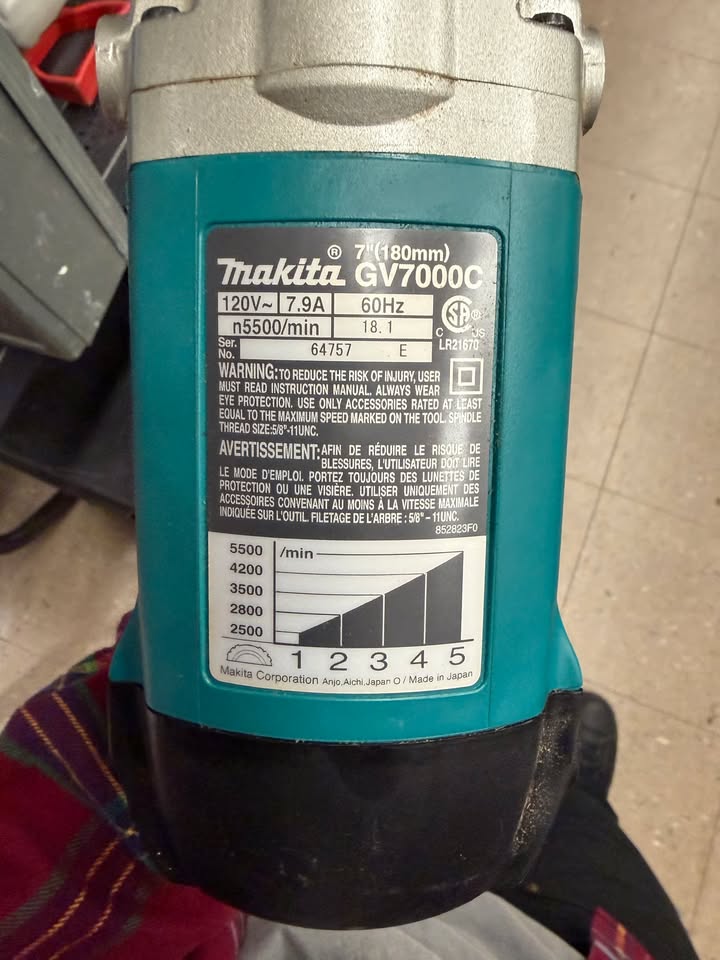 ® 7"(180mm)
makita GV7000C
120V~ 7.9A 60Hz
n5500/min 18.1
C US
LR21670
Ser. No. 64757 E
WARNING: TO REDUCE THE RISK OF INJURY, USER
MUST READ INSTRUCTION MANUAL. ALWAYS WEAR
EYE PROTECTION. USE ONLY ACCESSORIES RATED AT LEAST
EQUAL TO THE MAXIMUM SPEED MARKED ON THE TOOL. SPINDLE
THREAD SIZE:5/8"-11UNC.
AVERTISSEMENT: AFIN DE RÉDUIRE LE RISQUE DE
BLESSURES, L'UTILISATEUR DOIT LIRE
LE MODE D'EMPLOI. PORTEZ TOUJOURS DES LUNETTES DE
PROTECTION OU UNE VISIÈRE. UTILISER UNIQUEMENT DES
ACCESSOIRES CONVENANT AU MOINS À LA VITESSE MAXIMALE
INDIQUÉE SUR L'OUTIL. FILETAGE DE L'ARBRE : 5/8" – 11UNC.
852823F0
5500 /min
4200
3500
2800
2500
1 2 3 4 5
Makita Corporation Anjo,Aichi,Japan O / Made in Japan